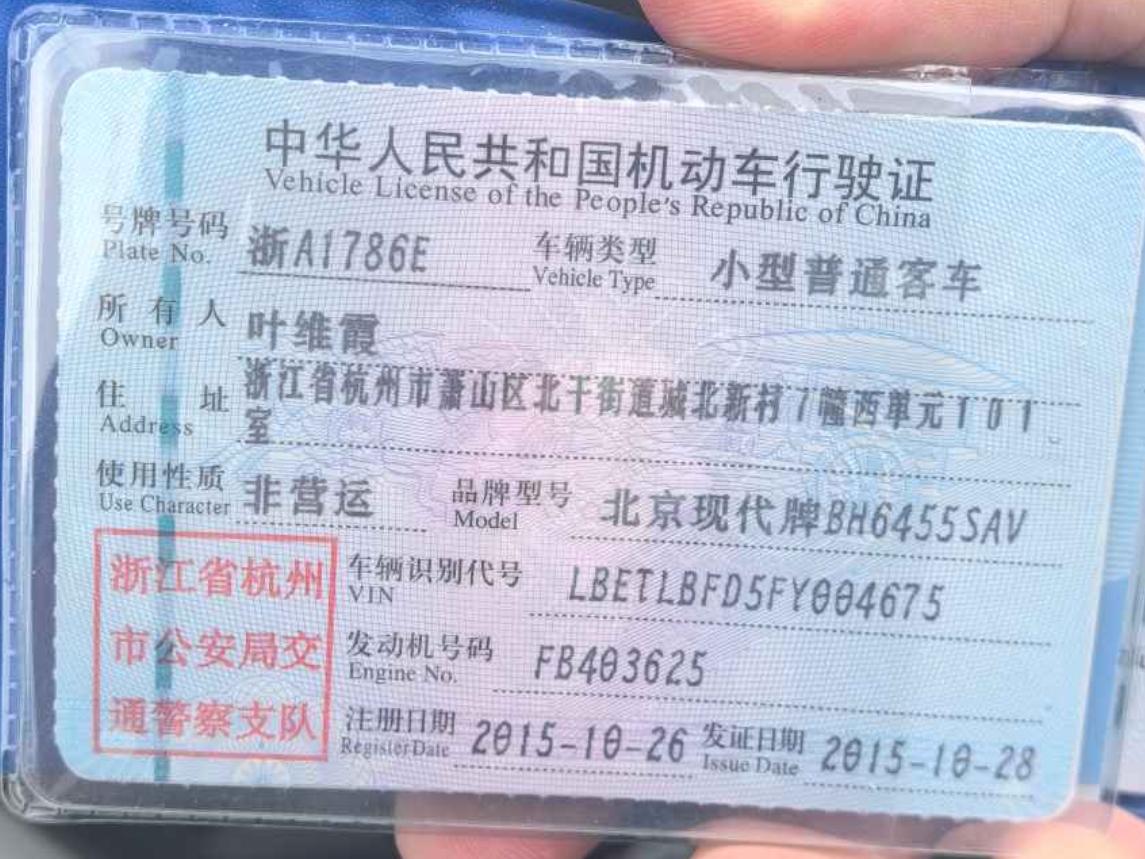 中华人民共和国机动车行驶证
Vehicle License of the People's Republic of China
号牌号码 浙A1786E 车辆类型 小型普通客车
Plate No. Vehicle Type
所有人 叶维霞
Owner
住址 浙江省杭州市萧山区北干街道城北新村7幢西单元101
Address 室
使用性质 非营运 品牌型号 北京现代牌BH6455SAV
Use Character Model
浙江省杭州
市公安局交
通警察支队
车辆识别代号 LBETLBFD5FY004675
VIN
发动机号码 FB403625
Engine No.
注册日期 2015-10-26 发证日期 2015-10-28
Register Date Issue Date